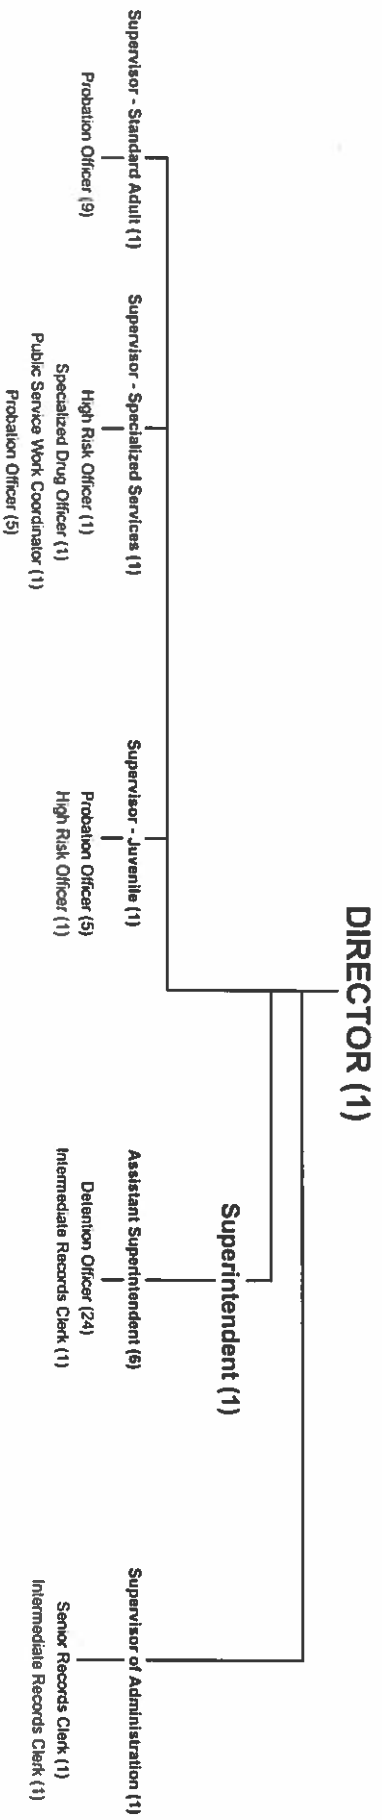 DIRECTOR (1)
Superintendent (1)
Supervisor - Standard Adult (1)
Probation Officer (9)
Supervisor - Specialized Services (1)
High Risk Officer (1)
Specialized Drug Officer (1)
Public Service Work Coordinator (1)
Probation Officer (5)
Supervisor - Juvenile (1)
Probation Officer (5)
High Risk Officer (1)
Assistant Superintendent (6)
Detention Officer (24)
Intermediate Records Clerk (1)
Supervisor of Administration (1)
Senior Records Clerk (1)
Intermediate Records Clerk (1)